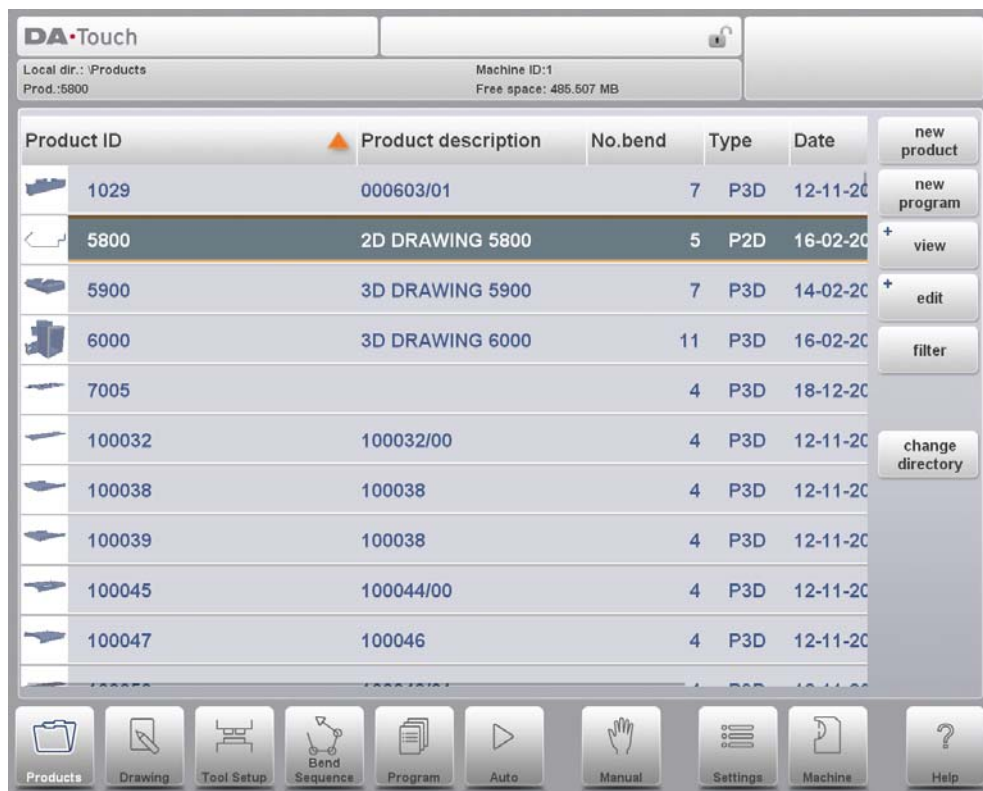 DA•Touch
Local dir.: \Products
Machine ID:1
Prod.:5800
Free space: 485.507 MB
Product ID Product description No.bend Type Date
1029 000603/01 7 P3D 12-11-20
5800 2D DRAWING 5800 5 P2D 16-02-20
5900 3D DRAWING 5900 7 P3D 14-02-20
6000 3D DRAWING 6000 11 P3D 16-02-20
7005 4 P3D 18-12-20
100032 100032/00 4 P3D 12-11-20
100038 100038 4 P3D 12-11-20
100039 100038 4 P3D 12-11-20
100045 100044/00 4 P3D 12-11-20
100047 100046 4 P3D 12-11-20
new
product
new
program
+ view
+ edit
filter
change
directory
Products
Drawing
Tool Setup
Bend
Sequence
Program
Auto
Manual
Settings
Machine
? Help